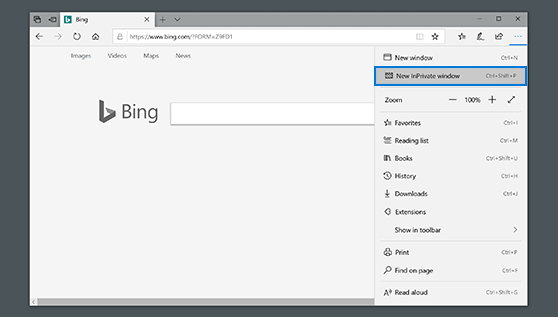 Bing
https://www.bing.com/?FORM=Z9FD1
Images Videos Maps News
Bing
New window Ctrl+N
New InPrivate window Ctrl+Shift+P
Zoom 100%
Favorites Ctrl+I
Reading list Ctrl+M
Books Ctrl+Shift+U
History Ctrl+H
Downloads Ctrl+J
Extensions
Show in toolbar
Print Ctrl+P
Find on page Ctrl+F
Read aloud Ctrl+Shift+G